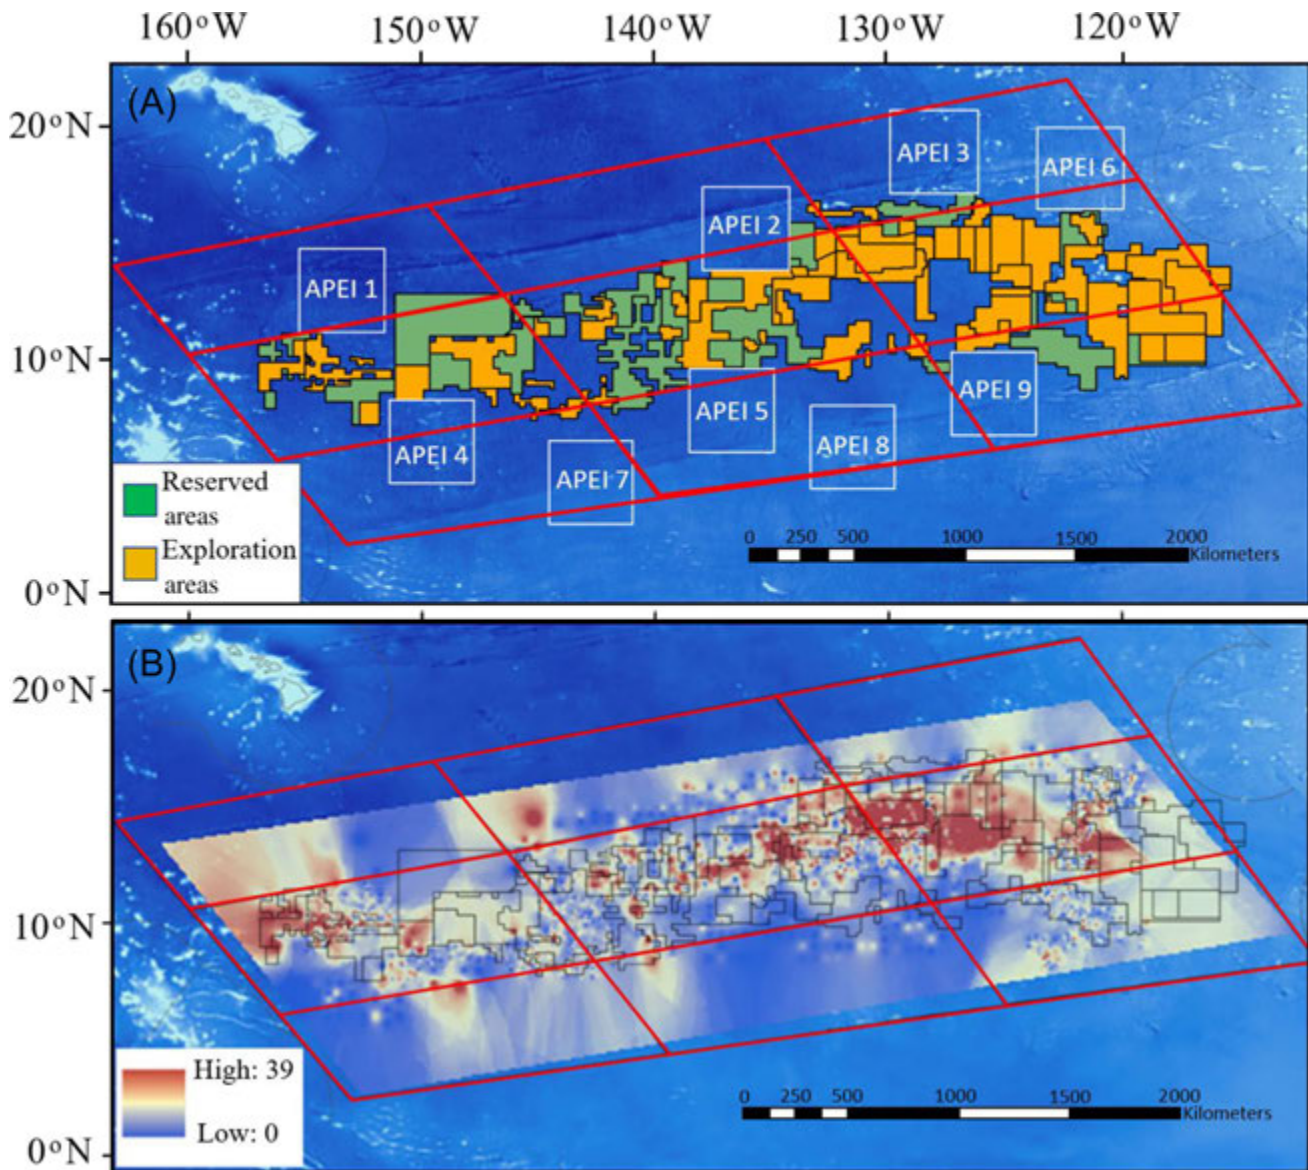 160°W 150°W 140°W 130°W 120°W
(A)
20°N
APEI 3
APEI 6
APEI 2
APEI 1
10°N
APEI 9
APEI 5
APEI 4
APEI 8
APEI 7
Reserved
areas
Exploration
areas
0 250 500 1000 1500 2000
Kilometers
0°N
(B)
20°N
10°N
High: 39
Low: 0
0 250 500 1000 1500 2000
Kilometers
0°N